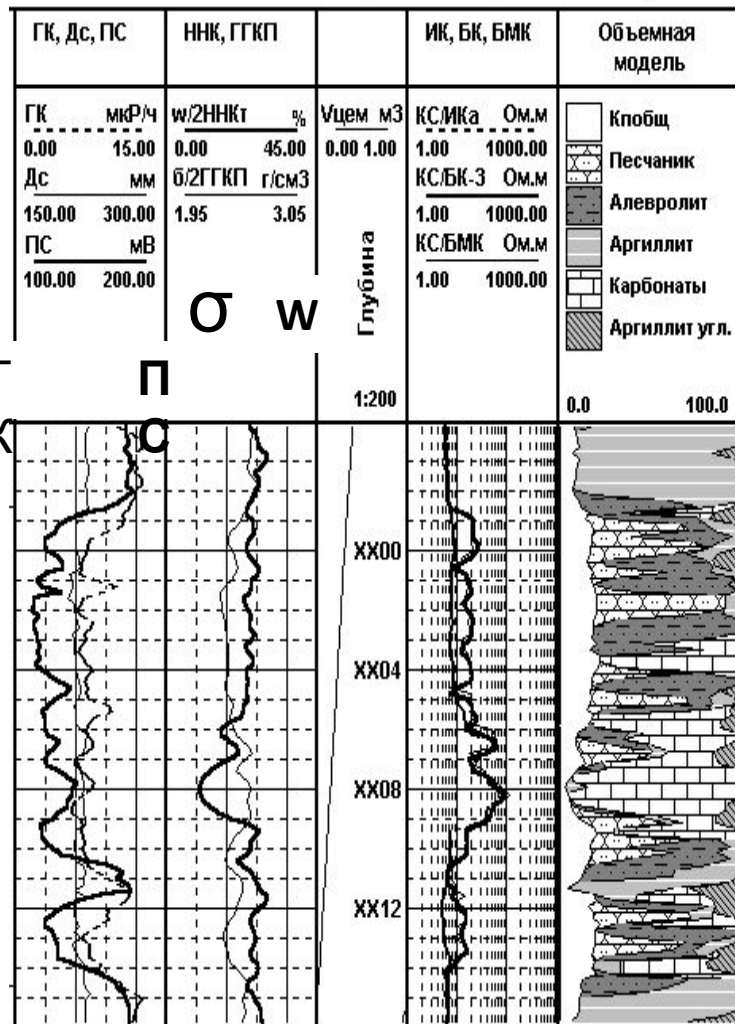 ГК, Дс, ПС
ННК, ГГКП
ИК, БК, БМК
Объемная
модель
ГК мкР/ч
0.00 15.00
Дс мм
150.00 300.00
ПС мВ
100.00 200.00
w/2ННКт %
0.00 45.00
б/2ГГКП г/см3
1.95 3.05
σ w
Vцем м3
0.00 1.00
Глубина
1:200
КС/ИКа Ом.м
1.00 1000.00
КС/БК-3 Ом.м
1.00 1000.00
КС/БМК Ом.м
1.00 1000.00
Кпобщ
Песчаник
Алевролит
Аргиллит
Карбонаты
Аргиллит угл.
0.0 100.0
П
С
XX00
XX04
XX08
XX12